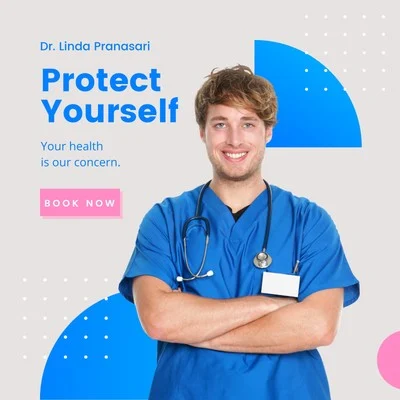 Dr. Linda Pranasari
Protect
Yourself
Your health
is our concern.
BOOK NOW